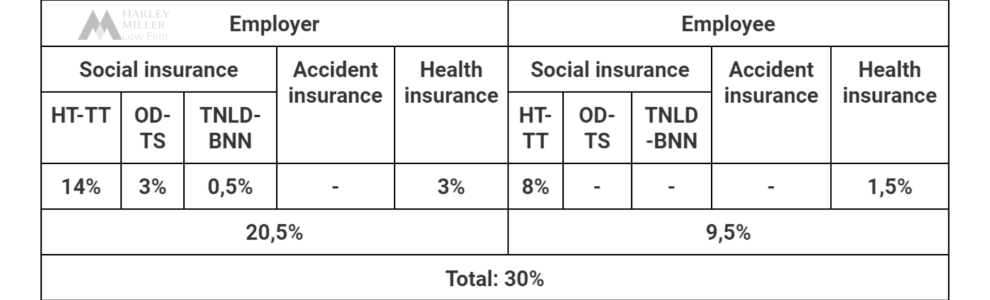 HARLEY
MILLER
Law Firm
Employer
Employee
Social insurance
Accident
insurance
Health
insurance
Social insurance
Accident
insurance
Health
insurance
HT-TT
OD-
TS
TNLD-
BNN
HT-
TT
OD-
TS
TNLD
-BNN
14%
3%
0,5%
-
3%
8%
-
-
-
1,5%
20,5%
9,5%
Total: 30%